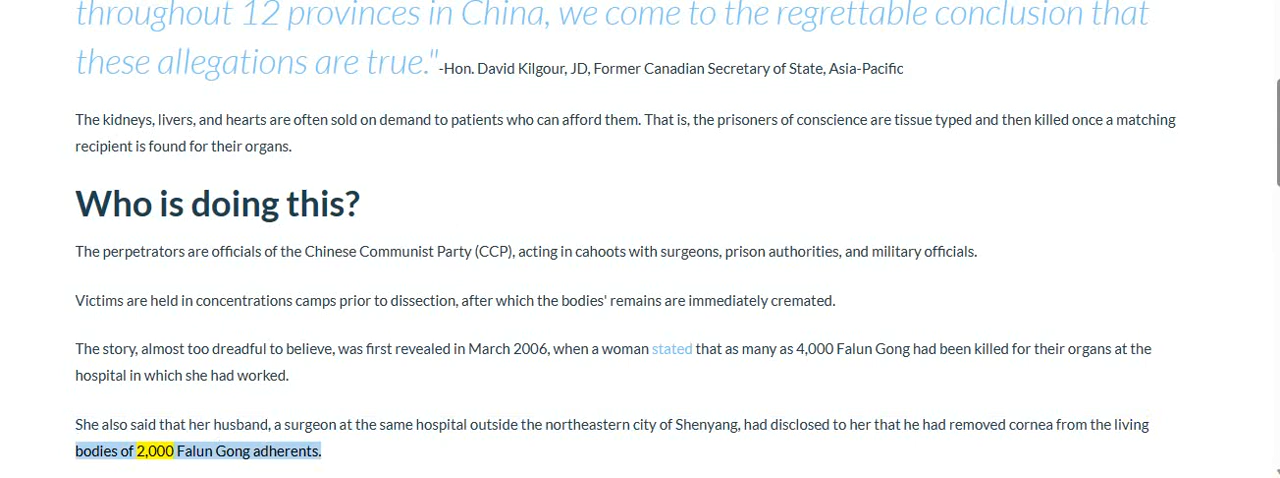 throughout 12 provinces in China, we come to the regrettable conclusion that
these allegations are true."-Hon. David Kilgour, JD, Former Canadian Secretary of State, Asia-Pacific
The kidneys, livers, and hearts are often sold on demand to patients who can afford them. That is, the prisoners of conscience are tissue typed and then killed once a matching
recipient is found for their organs.
Who is doing this?
The perpetrators are officials of the Chinese Communist Party (CCP), acting in cahoots with surgeons, prison authorities, and military officials.
Victims are held in concentrations camps prior to dissection, after which the bodies' remains are immediately cremated.
The story, almost too dreadful to believe, was first revealed in March 2006, when a woman stated that as many as 4,000 Falun Gong had been killed for their organs at the
hospital in which she had worked.
She also said that her husband, a surgeon at the same hospital outside the northeastern city of Shenyang, had disclosed to her that he had removed cornea from the living
bodies of 2,000 Falun Gong adherents.